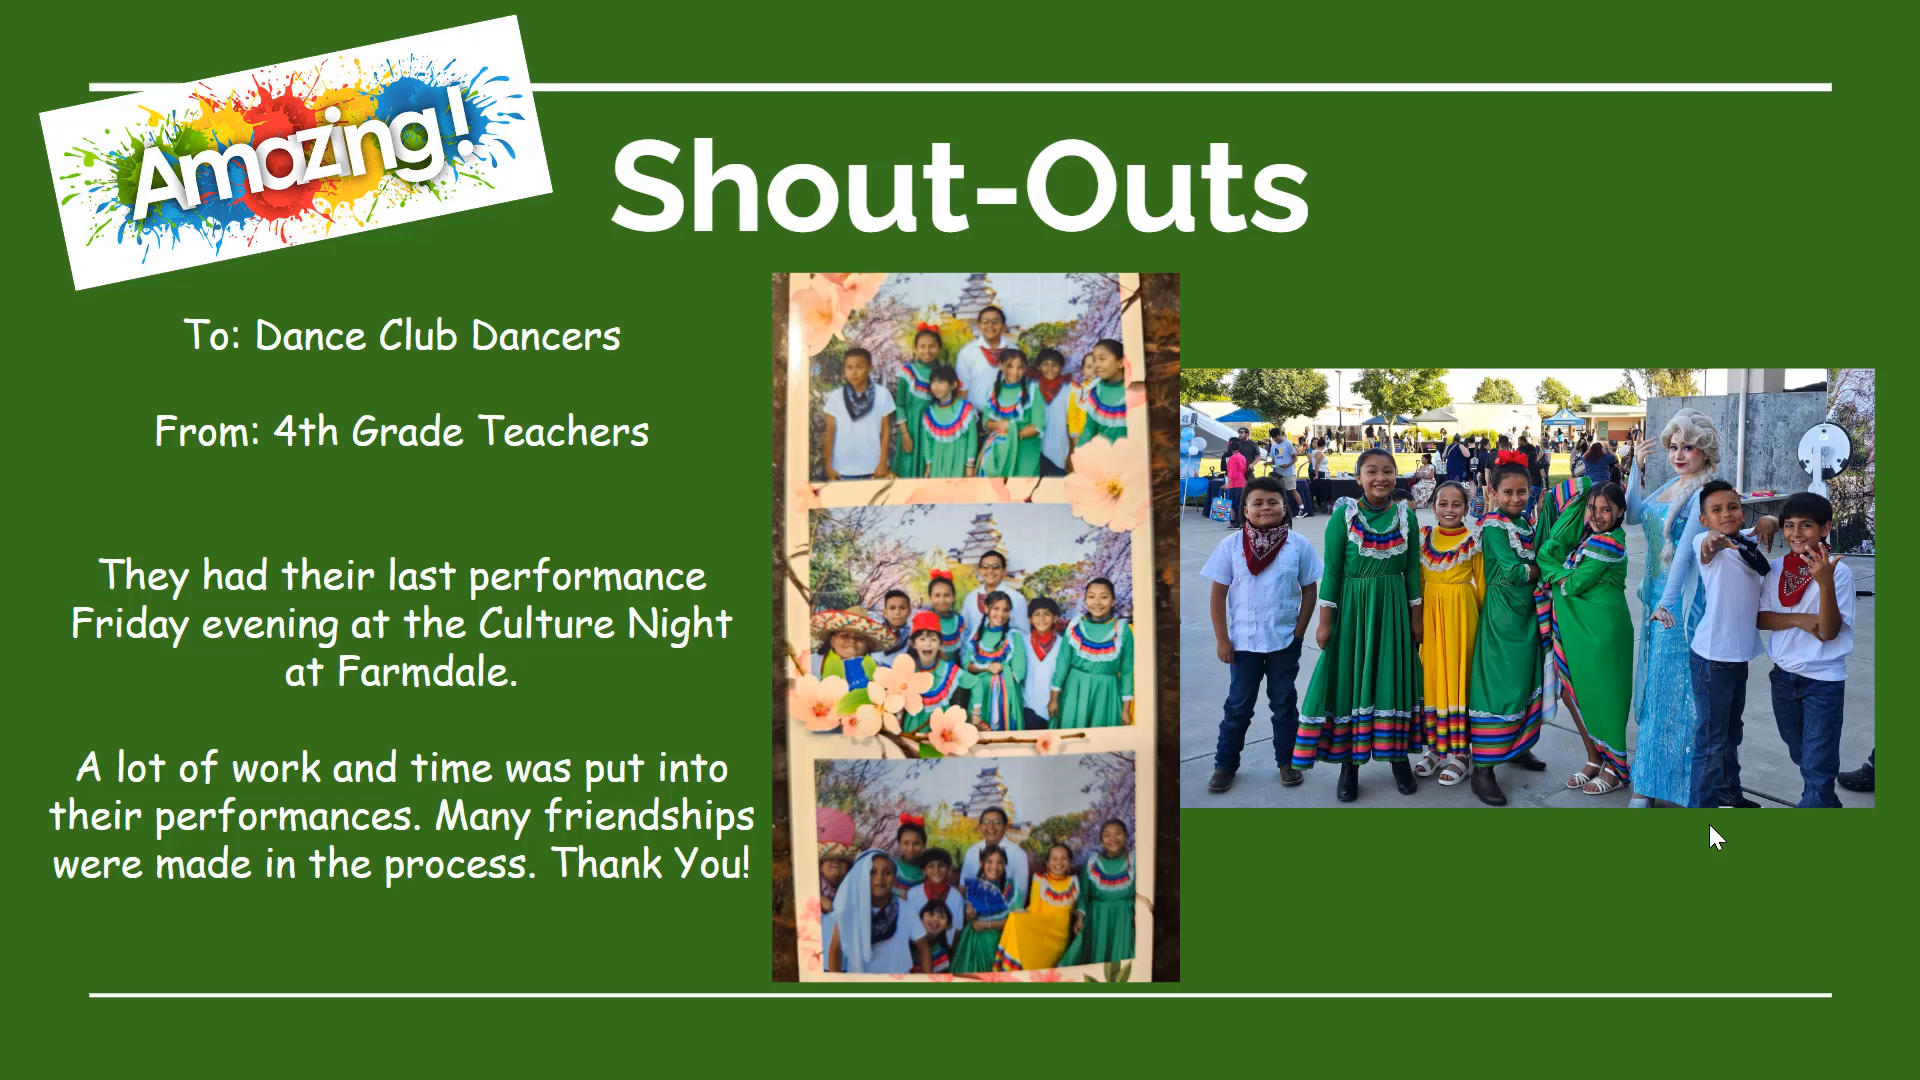 Amazing!
Shout-Outs
To: Dance Club Dancers
From: 4th Grade Teachers
They had their last performance
Friday evening at the Culture Night
at Farmdale.
A lot of work and time was put into
their performances. Many friendships
were made in the process. Thank You!